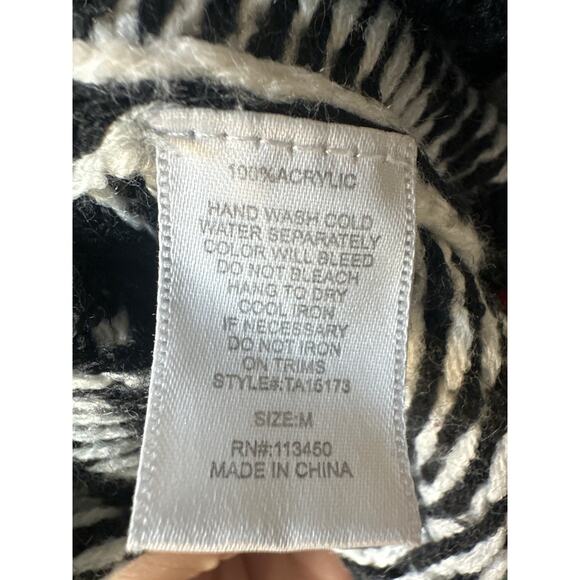 100%ACRYLIC
HAND WASH COLD
WATER SEPARATELY
COLOR WILL BLEED
DO NOT BLEACH
HANG TO DRY
COOL IRON
IF NECESSARY
DO NOT IRON
ON TRIMS
STYLE#:TA15173
SIZE:M
RN#:113450
MADE IN CHINA